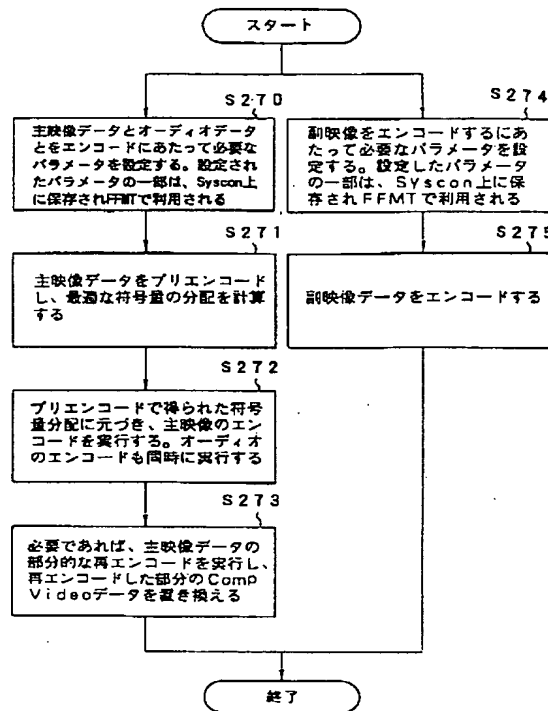 スタート
S270
主映像データとオーディオデータ
とをエンコードにあたって必要な
パラメータを設定する。設定され
たパラメータの一部は、Syscon上
に保存されFFMTで利用される
S274
副映像をエンコードするにあ
たって必要なパラメータを設
定する。設定したパラメータ
の一部は、Syscon上に保
存されFFMTで利用される
S271
主映像データをプリエンコード
し、最適な符号量の分配を計算
する
S275
副映像データをエンコードする
S272
プリエンコードで得られた符号
量分配に元づき、主映像のエン
コードを実行する。オーディオ
のエンコードも同時に実行する
S273
必要であれば、主映像データの
部分的な再エンコードを実行し、
再エンコードした部分のComp
Videoデータを置き換える
終了